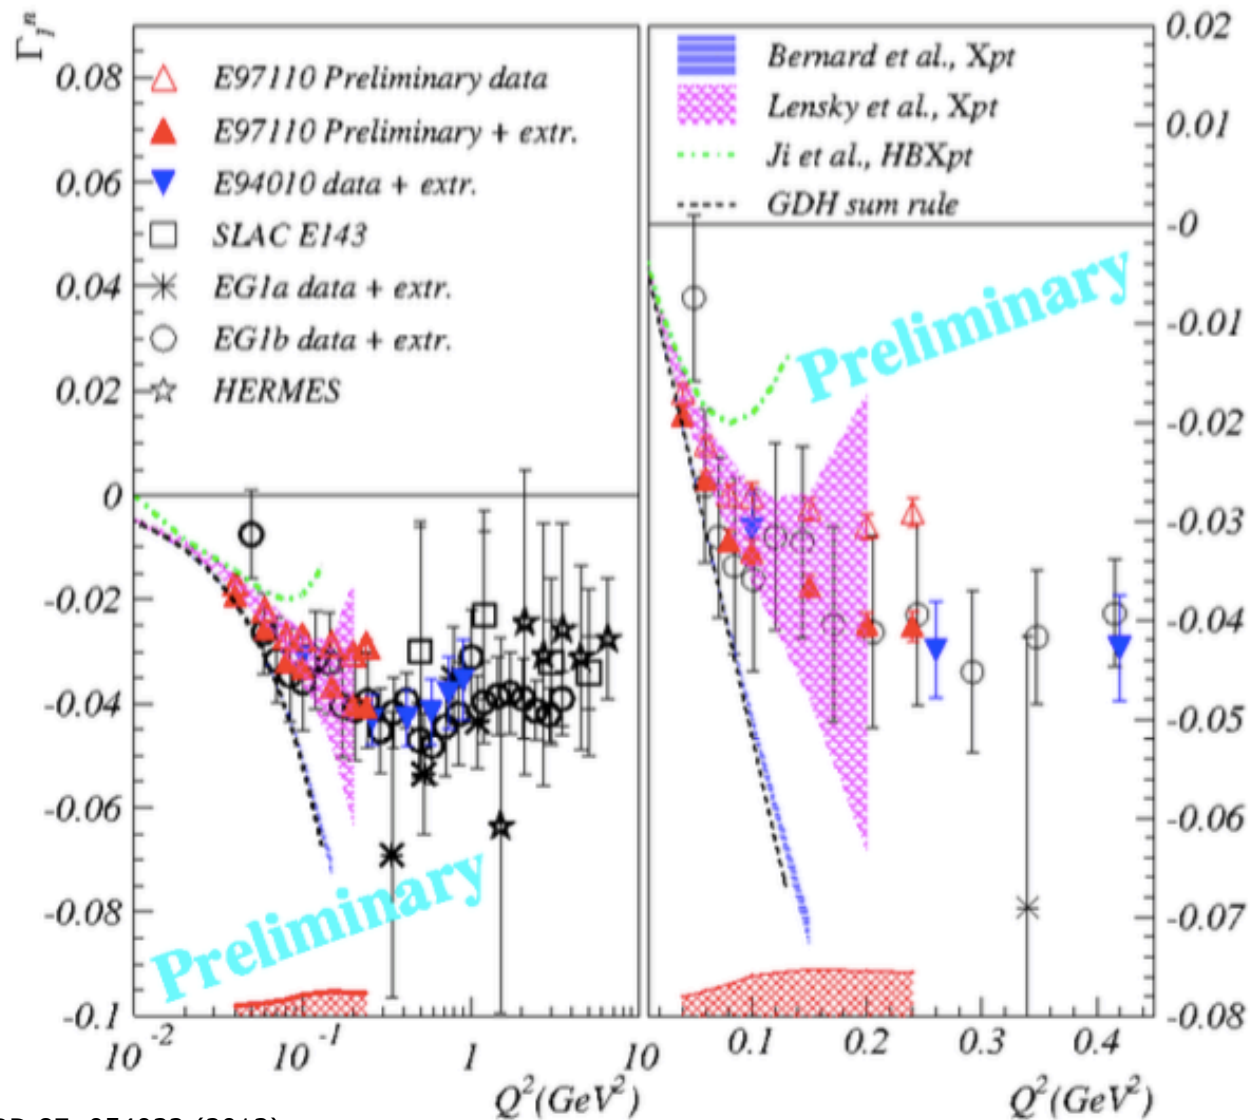 Γ₁ⁿ
0.08
0.06
0.04
0.02
0
-0.02
-0.04
-0.06
-0.08
-0.1
E97110 Preliminary data
E97110 Preliminary + extr.
E94010 data + extr.
SLAC E143
EG1a data + extr.
EG1b data + extr.
HERMES
Preliminary
10⁻² 10⁻¹ 1 10
Q²(GeV²)
Bernard et al., Xpt
Lensky et al., Xpt
Ji et al., HBXpt
GDH sum rule
Preliminary
0.02
0.01
-0
-0.01
-0.02
-0.03
-0.04
-0.05
-0.06
-0.07
-0.08
0.1 0.2 0.3 0.4
Q²(GeV²)